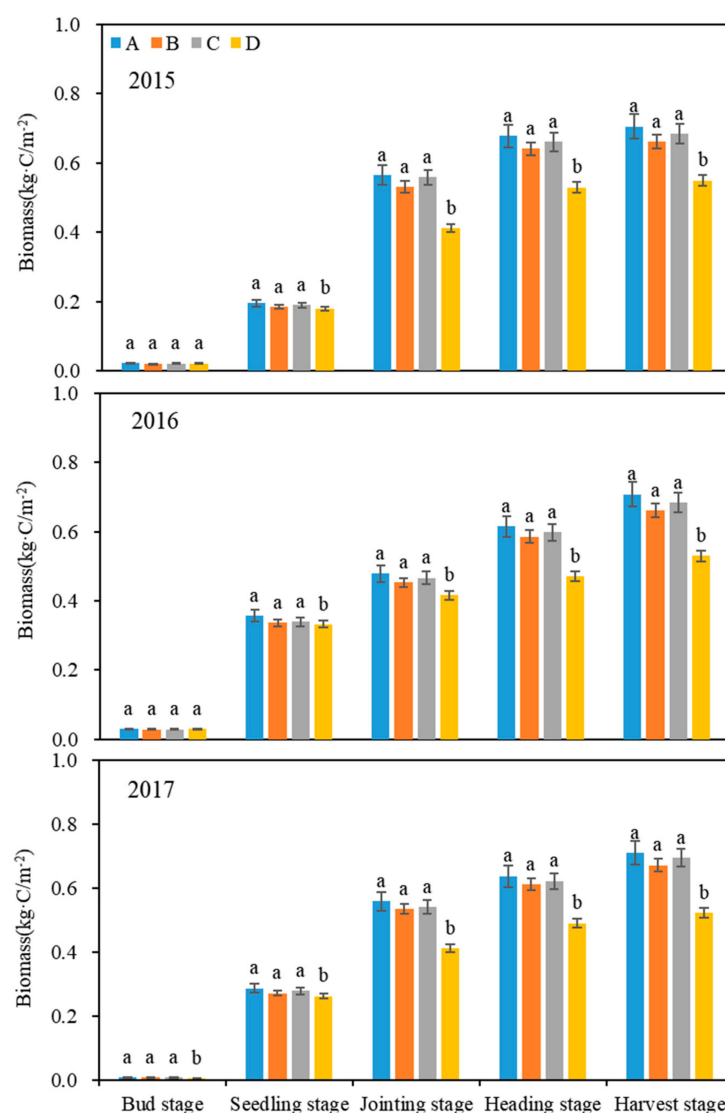 1.0
A B C D
2015
0.8
0.6
0.4
0.2
0.0
Biomass(kg·C/m⁻²)
a a a a
a a a b
a a a b
a a a b
a a a b
1.0
2016
0.8
0.6
0.4
0.2
0.0
Biomass(kg·C/m⁻²)
a a a a
a a a b
a a a b
a a a b
a a a b
1.0
2017
0.8
0.6
0.4
0.2
0.0
Biomass(kg·C/m⁻²)
a a a b
a a a b
a a a b
a a a b
a a a b
Bud stage Seedling stage Jointing stage Heading stage Harvest stage